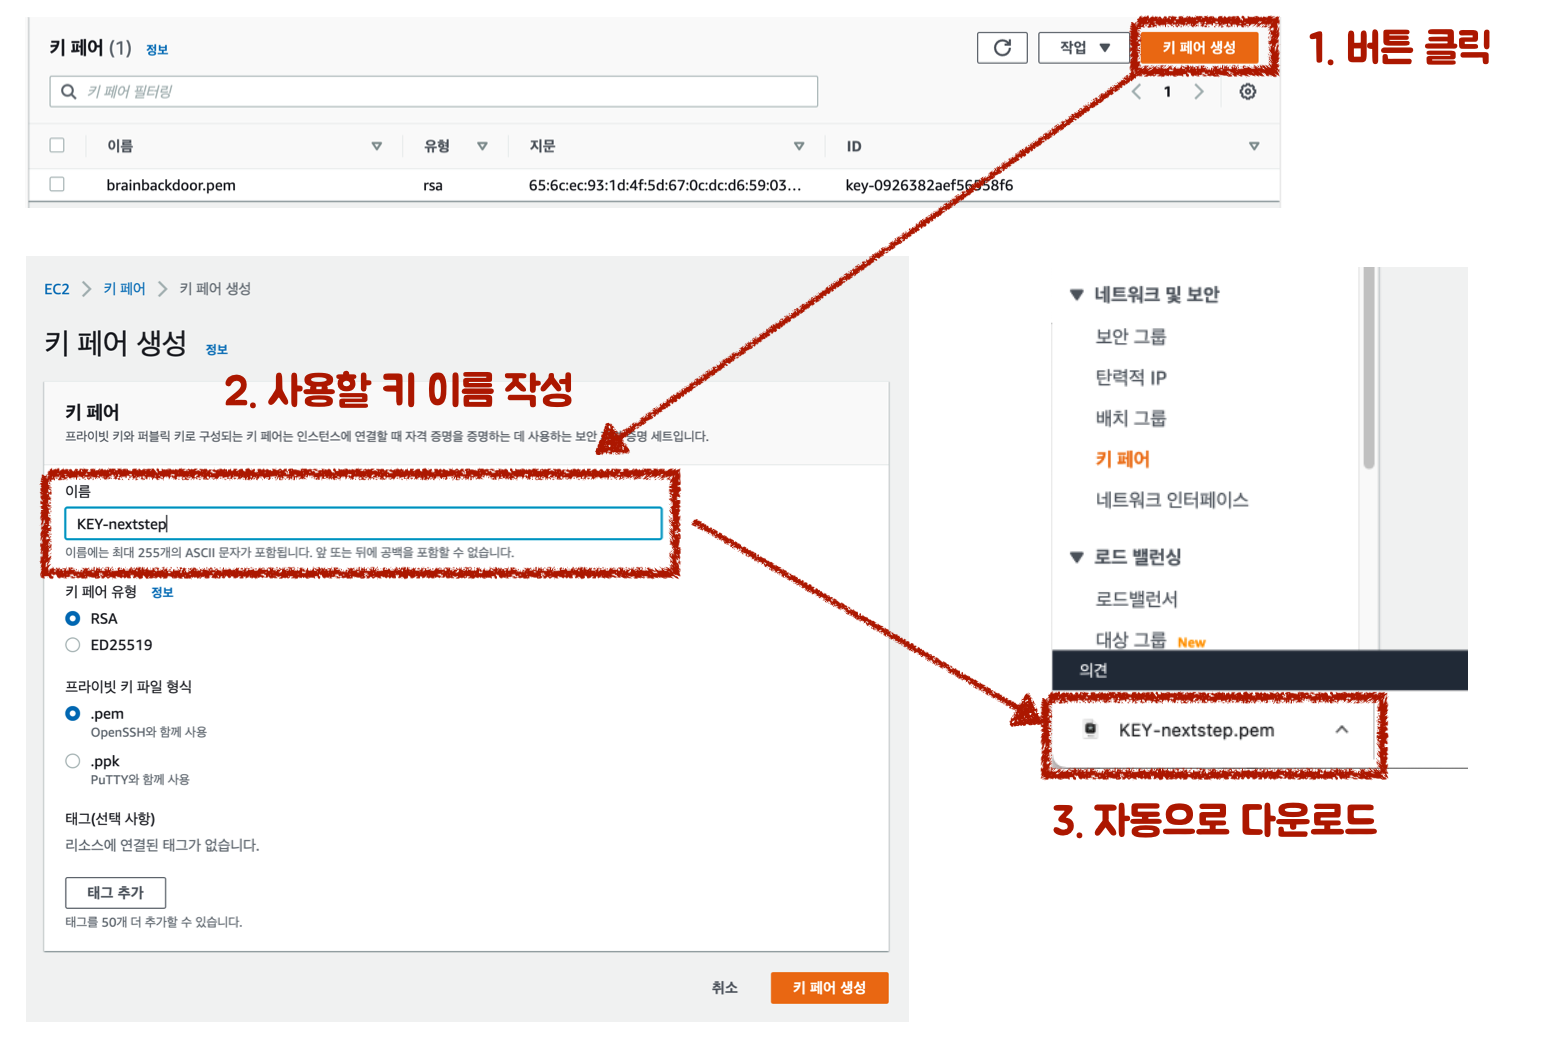 키 페어 (1) 정보
작업
키 페어 생성
1. 버튼 클릭
키 페어 필터링
1
이름 유형 지문 ID
brainbackdoor.pem rsa 65:6c:ec:93:1d:4f:5d:67:0c:dc:d6:59:03...
EC2 > 키 페어 > 키 페어 생성
키 페어 생성 정보
2. 사용할 키 이름 작성
키 페어
프라이빗 키와 퍼블릭 키로 구성되는 키 페어는 인스턴스에 연결할 때 자격 증명을 증명하는 데 사용하는 보안 증명 세트입니다.
이름
KEY-nextstep
이름에는 최대 255개의 ASCII 문자가 포함됩니다. 앞 또는 뒤에 공백을 포함할 수 없습니다.
키 페어 유형 정보
RSA
ED25519
프라이빗 키 파일 형식
.pem
OpenSSH와 함께 사용
.ppk
PuTTY와 함께 사용
태그(선택 사항)
리소스에 연결된 태그가 없습니다.
태그 추가
태그를 50개 더 추가할 수 있습니다.
취소
키 페어 생성
네트워크 및 보안
보안 그룹
탄력적 IP
배치 그룹
키 페어
네트워크 인터페이스
로드 밸런싱
로드밸런서
대상 그룹 New
의견
KEY-nextstep.pem
3. 자동으로 다운로드